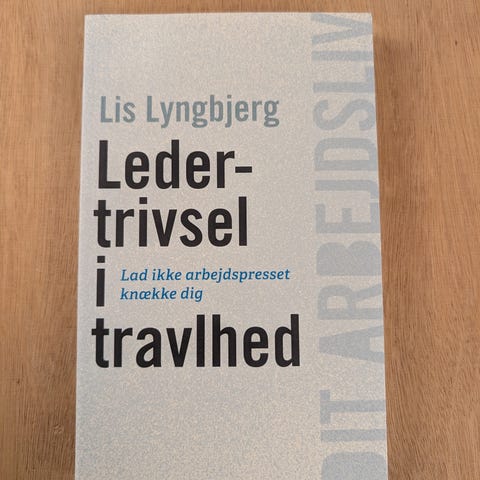 Lis Lyngbjerg
Leder-
trivsel
i
Lad ikke arbejdspresset
knække dig
travlhed
DIT ARBEJDSLIV